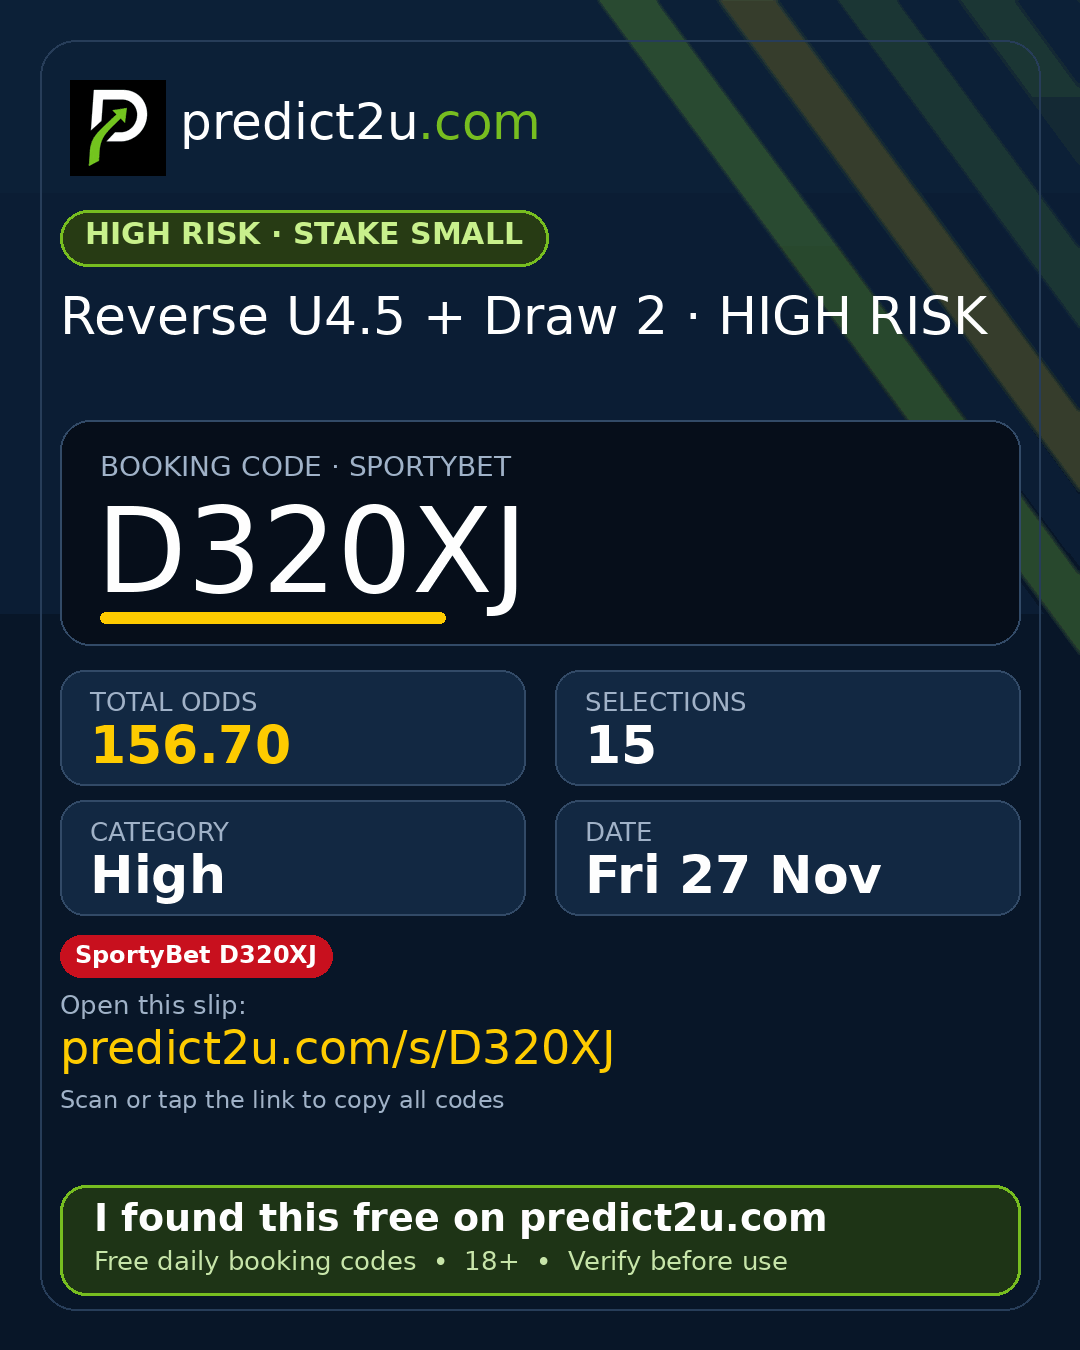 predict2u.com
HIGH RISK · STAKE SMALL
Reverse U4.5 + Draw 2 · HIGH RISK
BOOKING CODE · SPORTYBET
D320XJ
TOTAL ODDS
156.70
SELECTIONS
15
CATEGORY
High
DATE
Fri 27 Nov
SportyBet D320XJ
Open this slip:
predict2u.com/s/D320XJ
Scan or tap the link to copy all codes
I found this free on predict2u.com
Free daily booking codes • 18+ • Verify before use